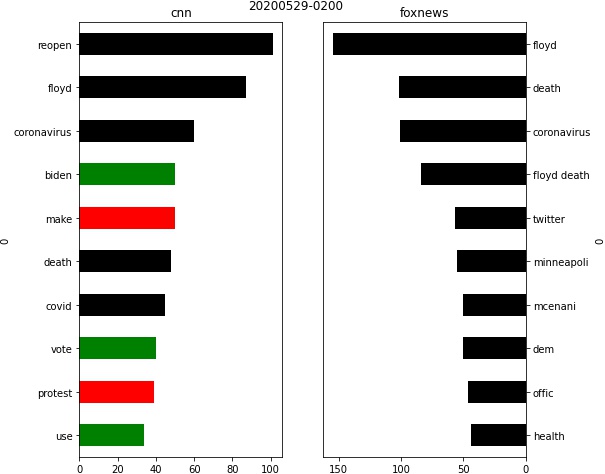 20200529-0200
cnn
foxnews
reopen
floyd
coronavirus
biden
make
death
covid
vote
protest
use
0
0 20 40 60 80 100
floyd
death
coronavirus
floyd death
twitter
minneapoli
mcenani
dem
offic
health
0
150 100 50 0